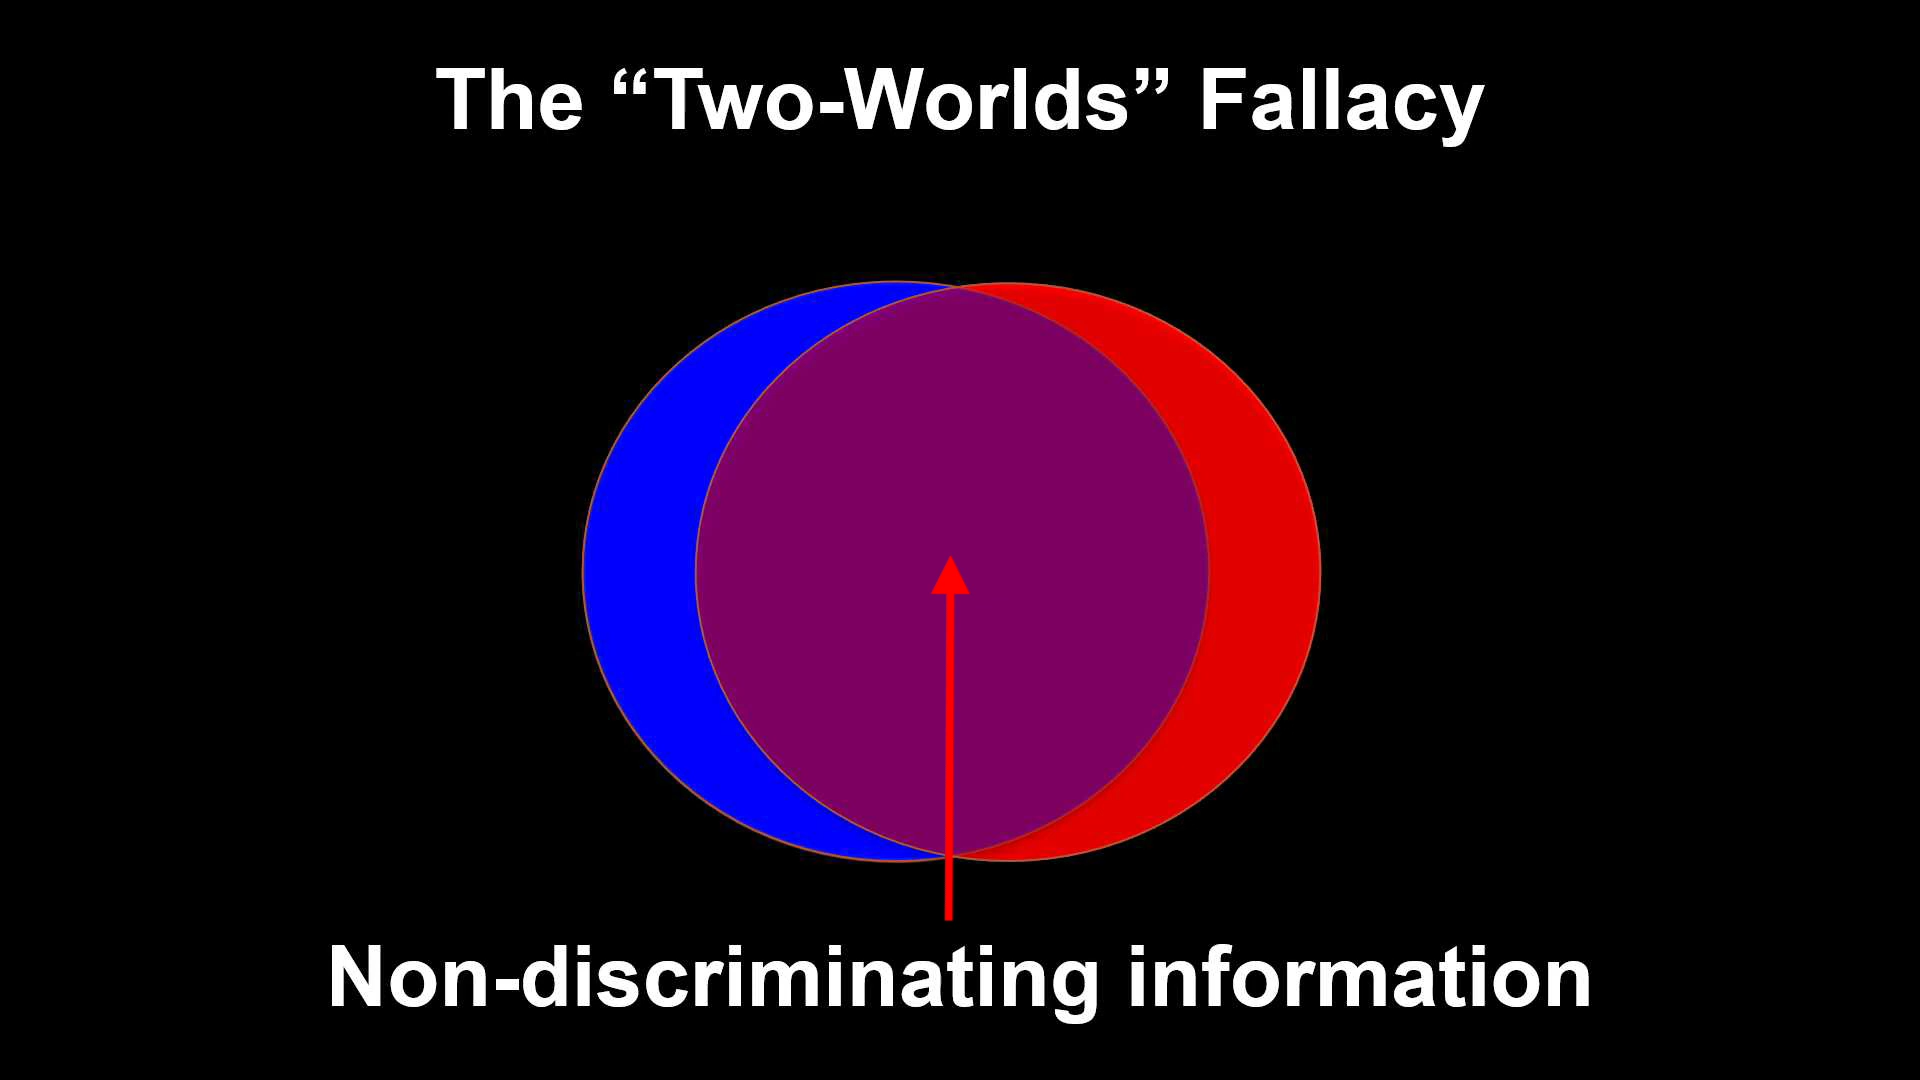 The “Two-Worlds” Fallacy
Non-discriminating information